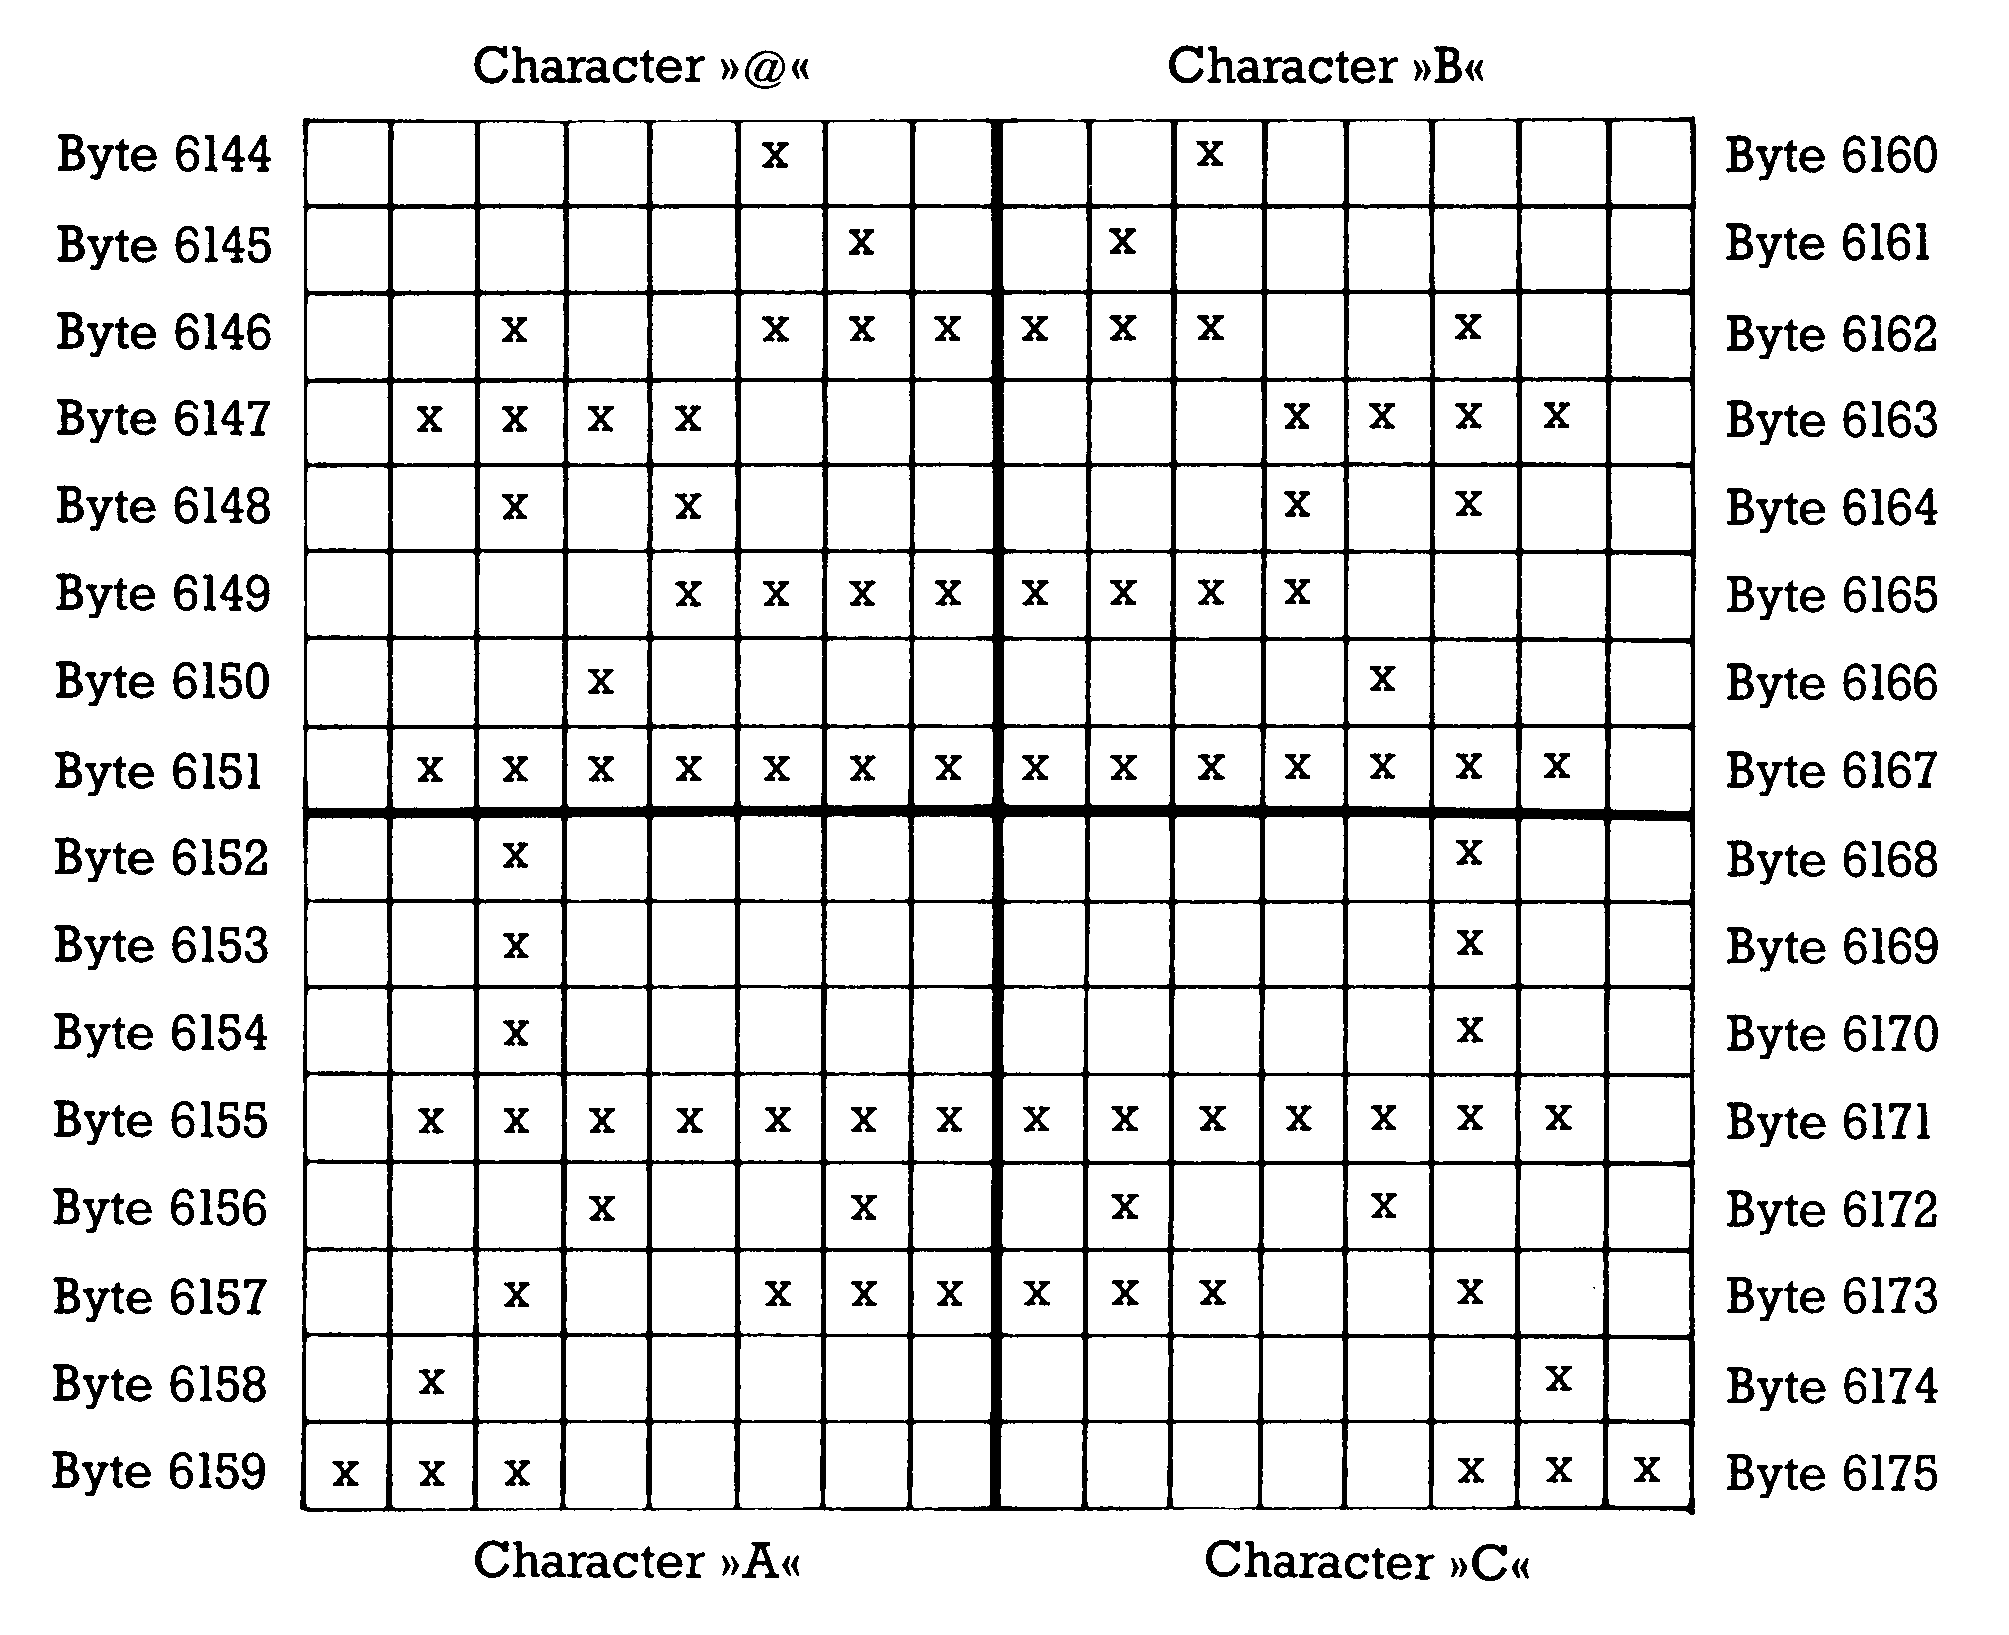 Character »@« Character »B«
Byte 6144 x x Byte 6160
Byte 6145 x x Byte 6161
Byte 6146 x x x x x x x x Byte 6162
Byte 6147 x x x x x x x x Byte 6163
Byte 6148 x x x x Byte 6164
Byte 6149 x x x x x x x x Byte 6165
Byte 6150 x x Byte 6166
Byte 6151 x x x x x x x x x x x x x x Byte 6167
Byte 6152 x x Byte 6168
Byte 6153 x x Byte 6169
Byte 6154 x x Byte 6170
Byte 6155 x x x x x x x x x x x x x x Byte 6171
Byte 6156 x x x x Byte 6172
Byte 6157 x x x x x x x x Byte 6173
Byte 6158 x x Byte 6174
Byte 6159 x x x x x x Byte 6175
Character »A« Character »C«